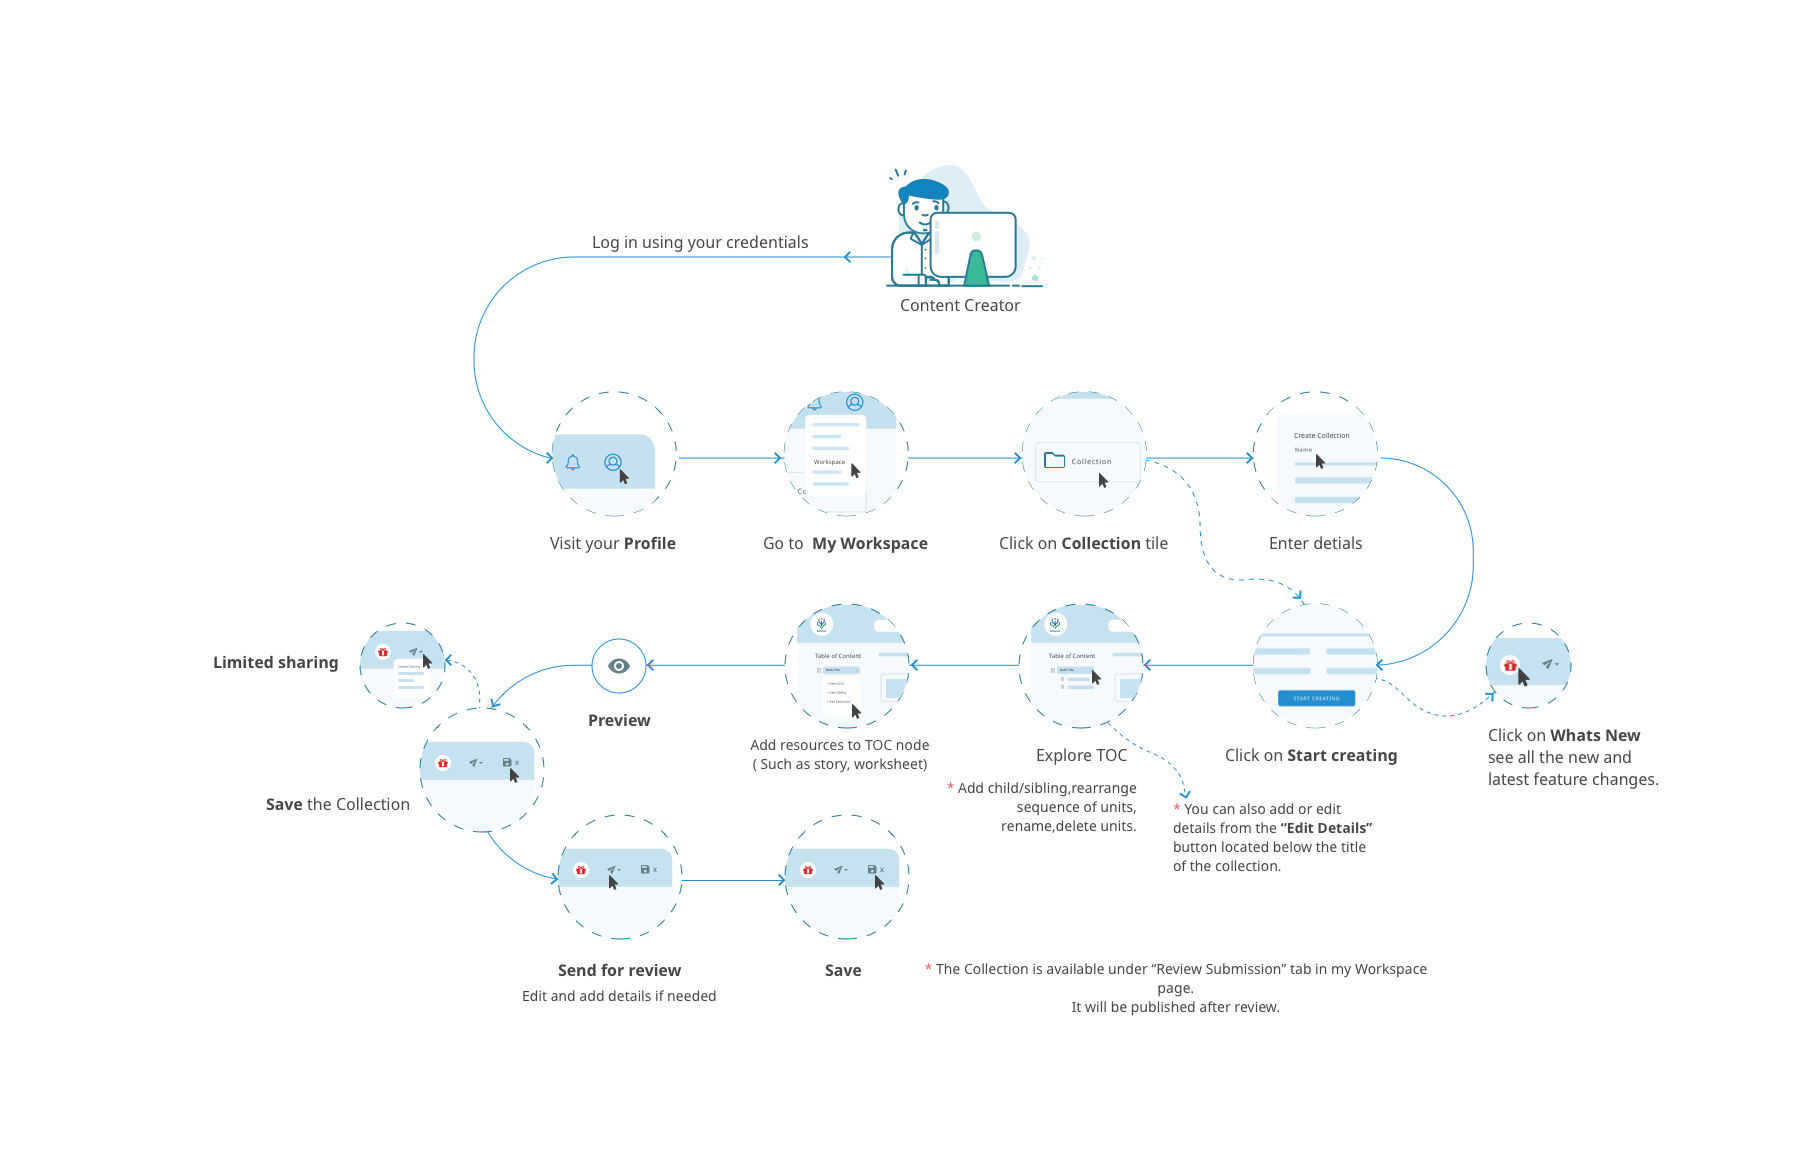 Log in using your credentials
Content Creator
Workspace
Co
Collection
Create Collection
Name
Visit your Profile
Go to My Workspace
Click on Collection tile
Enter detials
Limited sharing
Limited Sharing
Preview
Table of Content
Add resources to TOC node
( Such as story, worksheet)
Table of Content
Explore TOC
* Add child/sibling,rearrange
sequence of units,
rename,delete units.
START CREATING
Click on Start creating
* You can also add or edit
details from the “Edit Details”
button located below the title
of the collection.
Click on Whats New
see all the new and
latest feature changes.
X
Save the Collection
X
Send for review
Edit and add details if needed
X
Save
* The Collection is available under “Review Submission” tab in my Workspace
page.
It will be published after review.